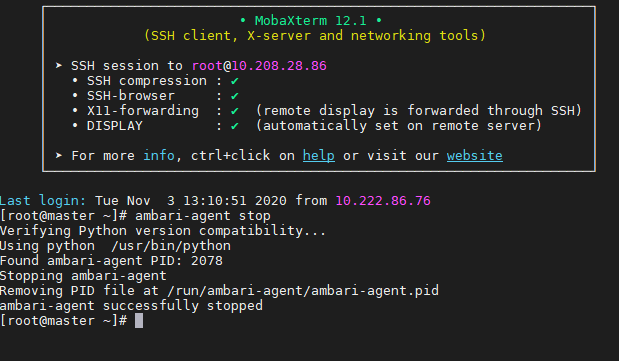 • MobaXterm 12.1 •
(SSH client, X-server and networking tools)
➤ SSH session to root@10.208.28.86
• SSH compression : ✔
• SSH-browser : ✔
• X11-forwarding : ✔ (remote display is forwarded through SSH)
• DISPLAY : ✔ (automatically set on remote server)
➤ For more info, ctrl+click on help or visit our website
Last login: Tue Nov  3 13:10:51 2020 from 10.222.86.76
[root@master ~]# ambari-agent stop
Verifying Python version compatibility...
Using python  /usr/bin/python
Found ambari-agent PID: 2078
Stopping ambari-agent
Removing PID file at /run/ambari-agent/ambari-agent.pid
ambari-agent successfully stopped
[root@master ~]#